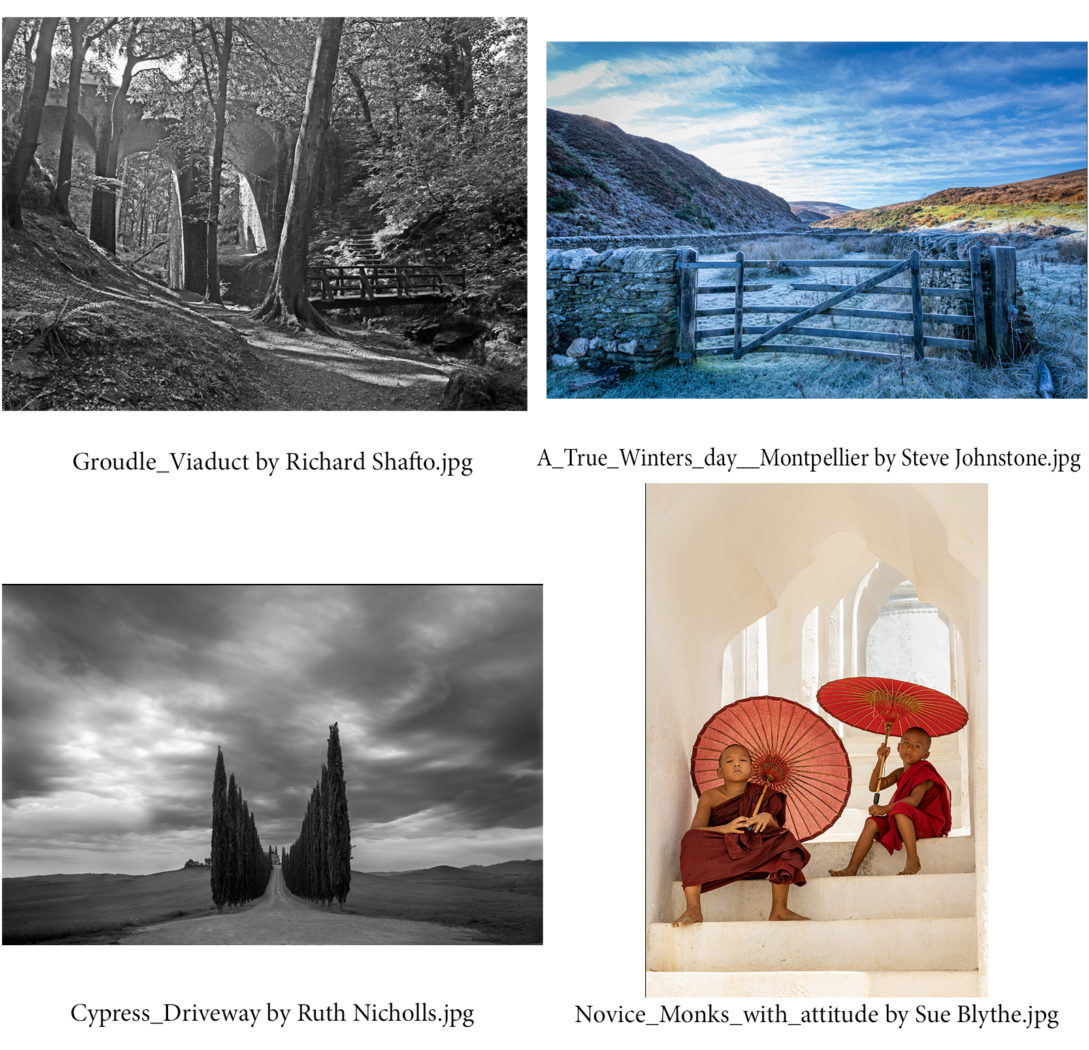 Groudle_Viaduct by Richard Shafto.jpg
A_True_Winters_day__Montpellier by Steve Johnstone.jpg
Cypress_Driveway by Ruth Nicholls.jpg
Novice_Monks_with_attitude by Sue Blythe.jpg